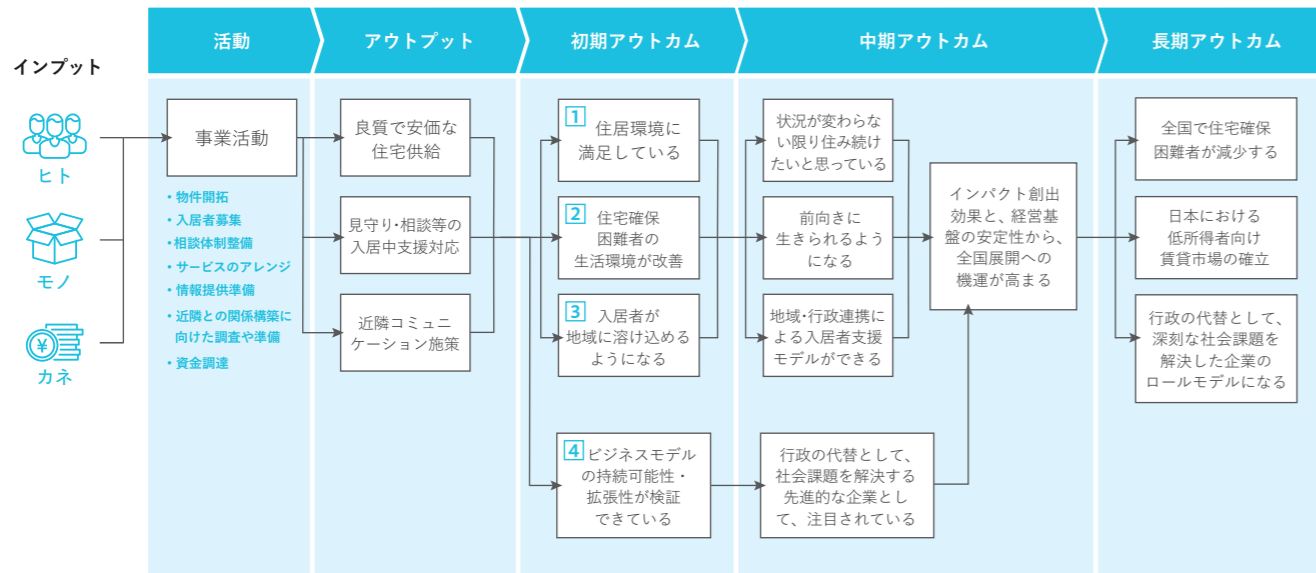 インプット
ヒト
モノ
カネ
活動
事業活動
・物件開拓
・入居者募集
・相談体制整備
・サービスのアレンジ
・情報提供準備
・近隣との関係構築に
向けた調査や準備
・資金調達
アウトプット
良質で安価な
住宅供給
見守り・相談等の
入居中支援対応
近隣コミュニ
ケーション施策
初期アウトカム
1 住居環境に
満足している
2 住宅確保
困難者の
生活環境が改善
3 入居者が
地域に溶け込める
ようになる
4 ビジネスモデル
の持続可能性・
拡張性が検証
できている
中期アウトカム
状況が変わらな
い限り住み続け
たいと思っている
前向きに
生きられるよう
になる
地域・行政連携に
よる入居者支援
モデルができる
行政の代替として、
社会課題を解決する
先進的な企業とし
て、注目されている
インパクト創出
効果と、経営基
盤の安定性から、
全国展開への
機運が高まる
長期アウトカム
全国で住宅確保
困難者が減少する
日本における
低所得者向け
賃貸市場の確立
行政の代替として、
深刻な社会課題を
解決した企業の
ロールモデルになる